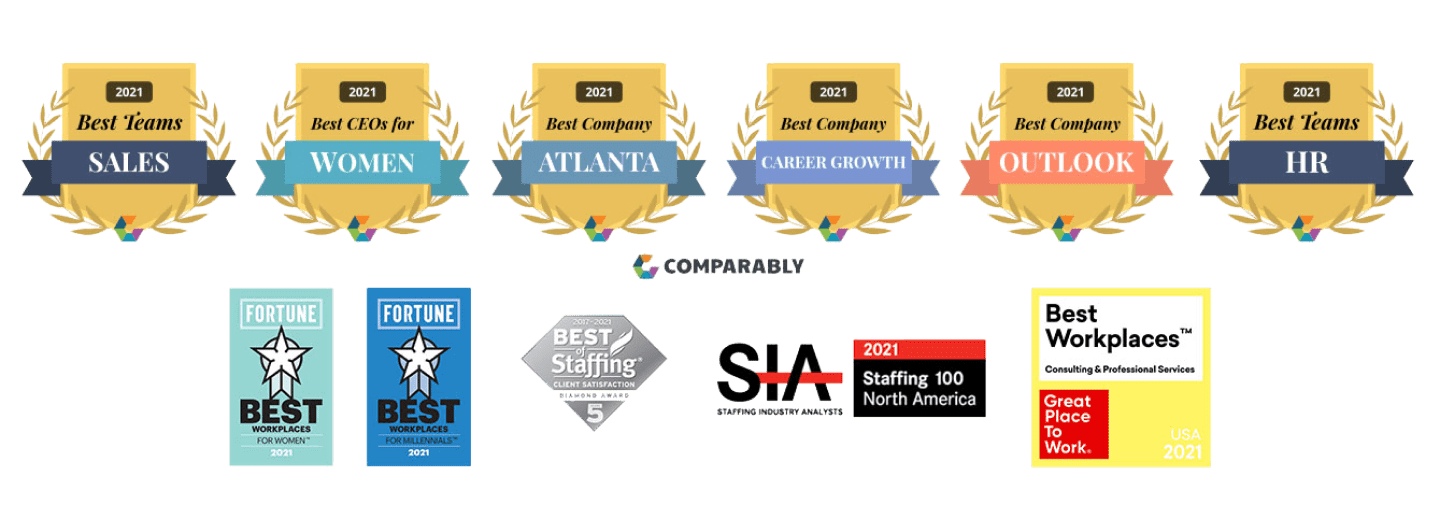 2021
Best Teams
SALES
2021
Best CEOs for
WOMEN
2021
Best Company
ATLANTA
2021
Best Company
CAREER GROWTH
2021
Best Company
OUTLOOK
2021
Best Teams
HR
COMPARABLY
FORTUNE
BEST
WORKPLACES
FOR WOMEN™
2021
FORTUNE
BEST
WORKPLACES
FOR MILLENNIALS™
2021
2017-2021
BEST
of
Staffing®
CLIENT SATISFACTION
DIAMOND AWARD
5
SIA
STAFFING INDUSTRY ANALYSTS
2021
Staffing 100
North America
Best
Workplaces™
Consulting & Professional Services
Great
Place
To
Work®
USA
2021